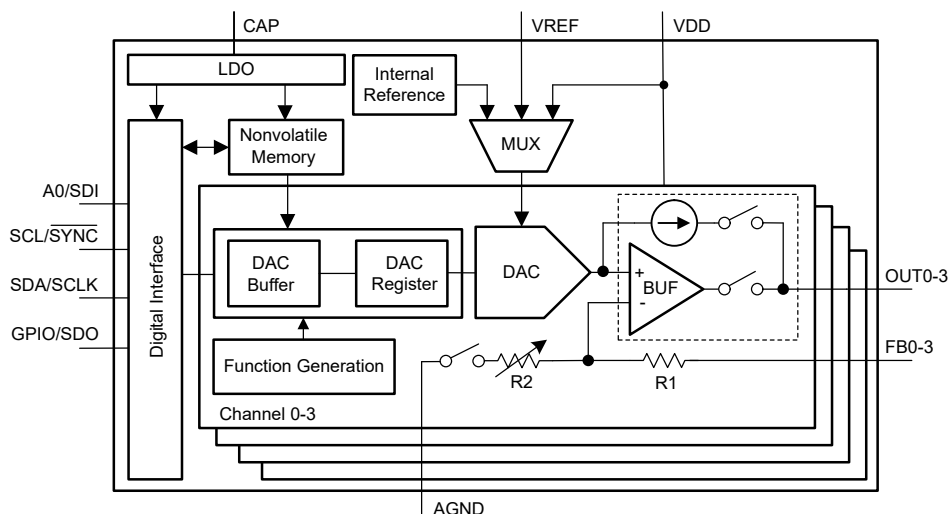 CAP
VREF
VDD
LDO
Internal
Reference
Nonvolatile
Memory
MUX
A0/SDI
SCL/SYNC
SDA/SCLK
GPIO/SDO
Digital Interface
DAC
Buffer
DAC
Register
DAC
+
BUF
-
OUT0-3
Function Generation
R2
R1
FB0-3
Channel 0-3
AGND